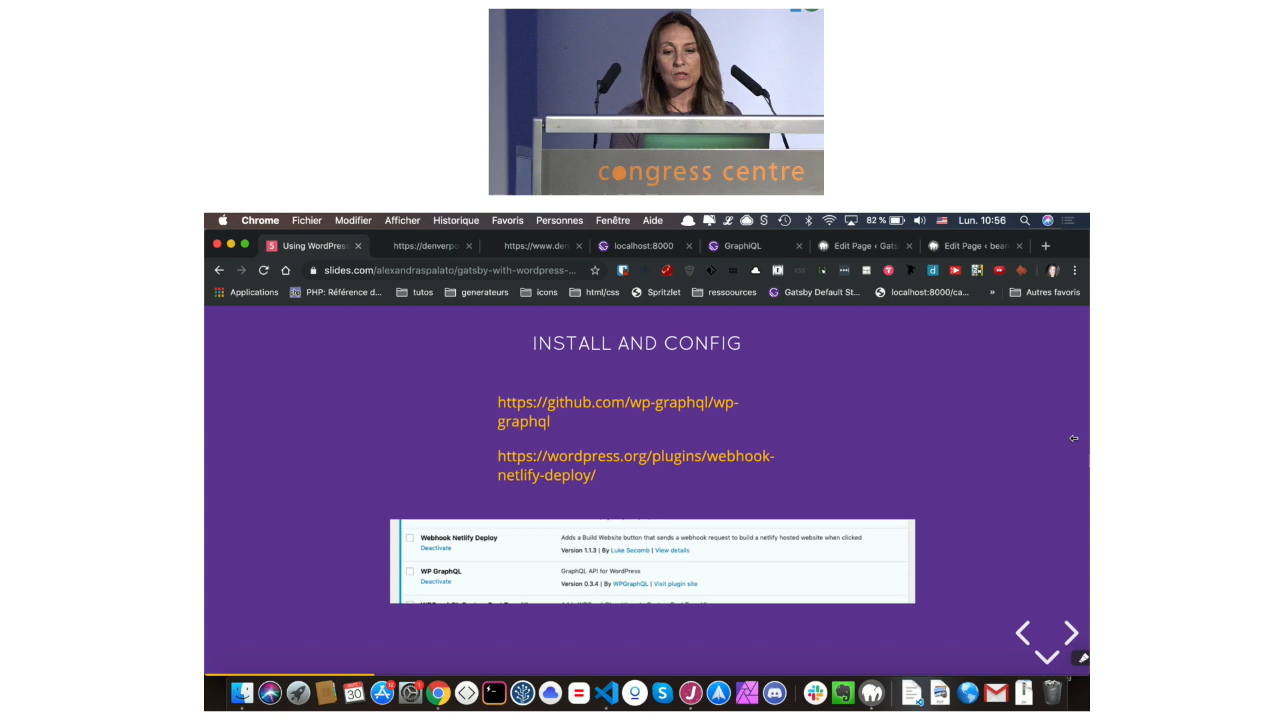 congress centre
Chrome Fichier Modifier Afficher Historique Favoris Personnes Fenêtre Aide 82 % Lun. 10:56
Using WordPress https://denverpo https://www.den localhost:8000 GraphiQL Edit Page ‹ Gats Edit Page ‹ bear
slides.com/alexandraspalato/gatsby-with-wordpress-...
Applications PHP: Référence d... tutos generateurs icons html/css Spritzlet ressoources Gatsby Default St... localhost:8000/ca... » Autres favoris
INSTALL AND CONFIG
https://github.com/wp-graphql/wp-
graphql
https://wordpress.org/plugins/webhook-
netlify-deploy/
Webhook Netlify Deploy Adds a Build Website button that sends a webhook request to build a netlify hosted website when clicked
Deactivate Version 1.1.3 | By Luke Secomb | View details
WP GraphQL GraphQL API for WordPress
Deactivate Version 0.3.4 | By WPGraphQL | Visit plugin site
30